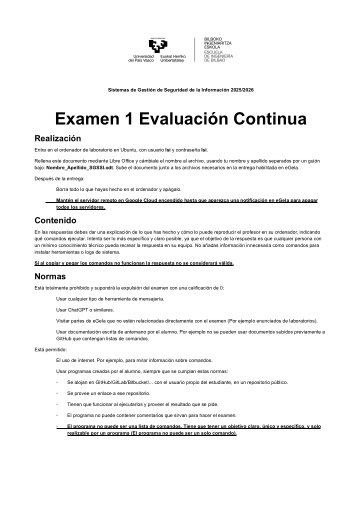 Universidad del País Vasco
Euskal Herriko Unibertsitatea
BILBOKO INGENIARITZA ESKOLA
ESCUELA DE INGENIERÍA DE BILBAO
Sistemas de Gestión de Seguridad de la Información 2025/2026
Examen 1 Evaluación Continua
Realización
Entra en el ordenador de laboratorio en Ubuntu, con usuario lsi y contraseña lsi.
Rellena este documento mediante Libre Office y cámbiale el nombre al archivo, usando tu nombre y apellido separados por un guión
bajo: Nombre_Apellido_SGSSI.odt. Sube el documento junto a los archivos necesarios en la entrega habilitada en eGela.
Después de la entrega:
Borra todo lo que hayas hecho en el ordenador y apágalo.
Mantén el servidor remoto en Google Cloud encendido hasta que aparezca una notificación en eGela para apagar
todos los servidores.
Contenido
En las respuestas debes dar una explicación de lo que has hecho y cómo lo puede reproducir el profesor en su ordenador, indicando
qué comandos ejecutar. Intenta ser lo más específico y claro posible, ya que el objetivo de la respuesta es que cualquier persona con
un mínimo conocimiento técnico pueda recrear la respuesta en su equipo. No añadas información innecesaria como comandos para
instalar herramientas o logs de sistema.
Si al copiar y pegar los comandos no funcionan la respuesta no se considerará válida.
Normas
Está totalmente prohibido y supondrá la expulsión del examen con una calificación de 0:
Usar cualquier tipo de herramienta de mensajería.
Usar ChatGPT o similares.
Visitar partes de eGela que no estén relacionadas directamente con el examen (Por ejemplo enunciados de laboratorios).
Usar documentación escrita de antemano por el alumno. Por ejemplo no se pueden usar documentos subidos previamente a
GitHub que contengan listas de comandos.
Está permitido:
El uso de internet. Por ejemplo, para mirar información sobre comandos.
Usar programas creados por el alumno, siempre que se cumplan estas normas:
- Se alojen en GitHub/GitLab/Bitbucket/... con el usuario propio del estudiante, en un repositorio público.
- Se provee un enlace a ese repositorio.
- Tienen que funcionar al ejecutarlos y proveer el resultado que se pide.
- El programa no puede contener comentarios que sirvan para hacer el examen.
- El programa no puede ser una lista de comandos. Tiene que tener un objetivo claro, único y específico, y solo
realizable por un programa (El programa no puede ser un solo comando).